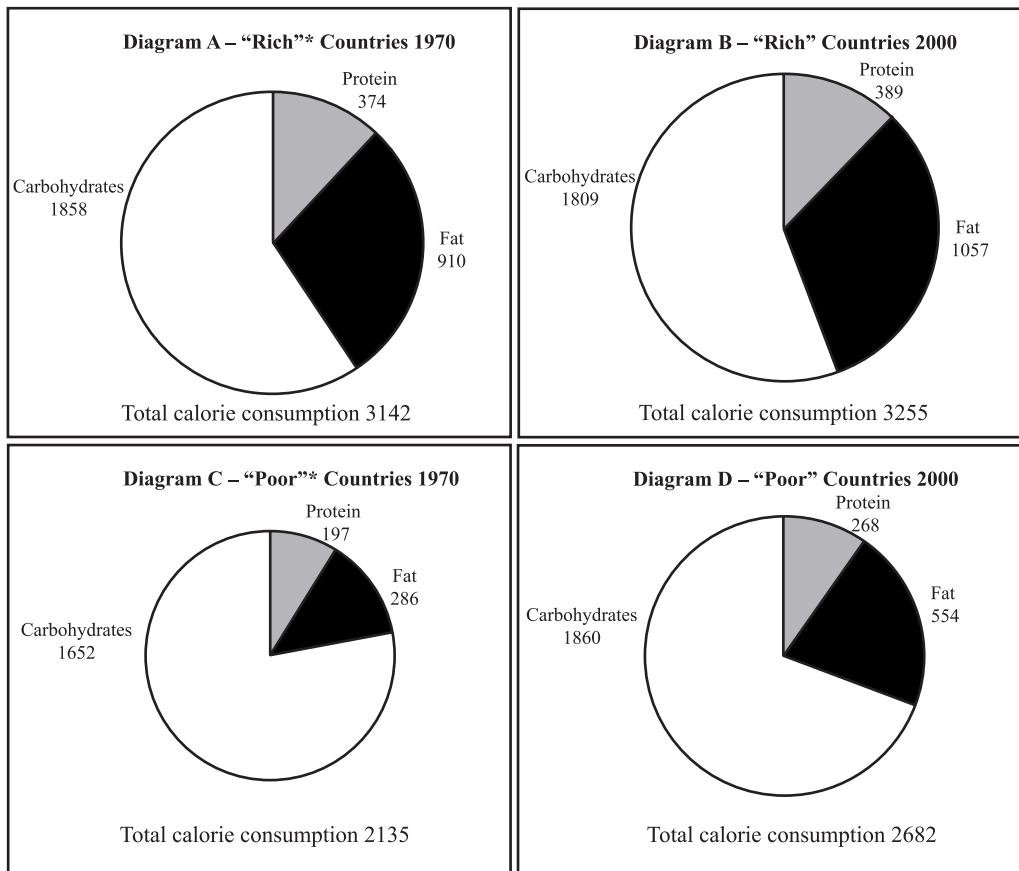 Diagram A – “Rich”* Countries 1970
Protein
374
Carbohydrates
1858
Fat
910
Total calorie consumption 3142
Diagram B – “Rich” Countries 2000
Protein
389
Carbohydrates
1809
Fat
1057
Total calorie consumption 3255
Diagram C – “Poor”* Countries 1970
Protein
197
Fat
286
Carbohydrates
1652
Total calorie consumption 2135
Diagram D – “Poor” Countries 2000
Protein
268
Fat
554
Carbohydrates
1860
Total calorie consumption 2682